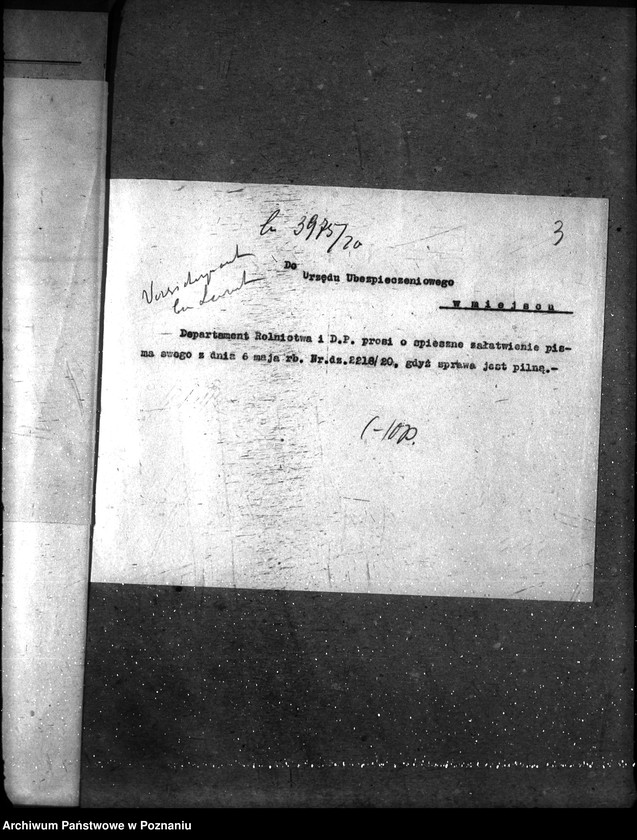 3975/20
3
Do
Urzędu Ubezpieczeniowego
w miejscu
Departament Rolnictwa i D.P. prosi o spieszne załatwienie pis-
ma swego z dnia 6 maja rb. Nr.dz.2218/20, gdyż sprawa jest pilną.-
Archiwum Państwowe w Poznaniu